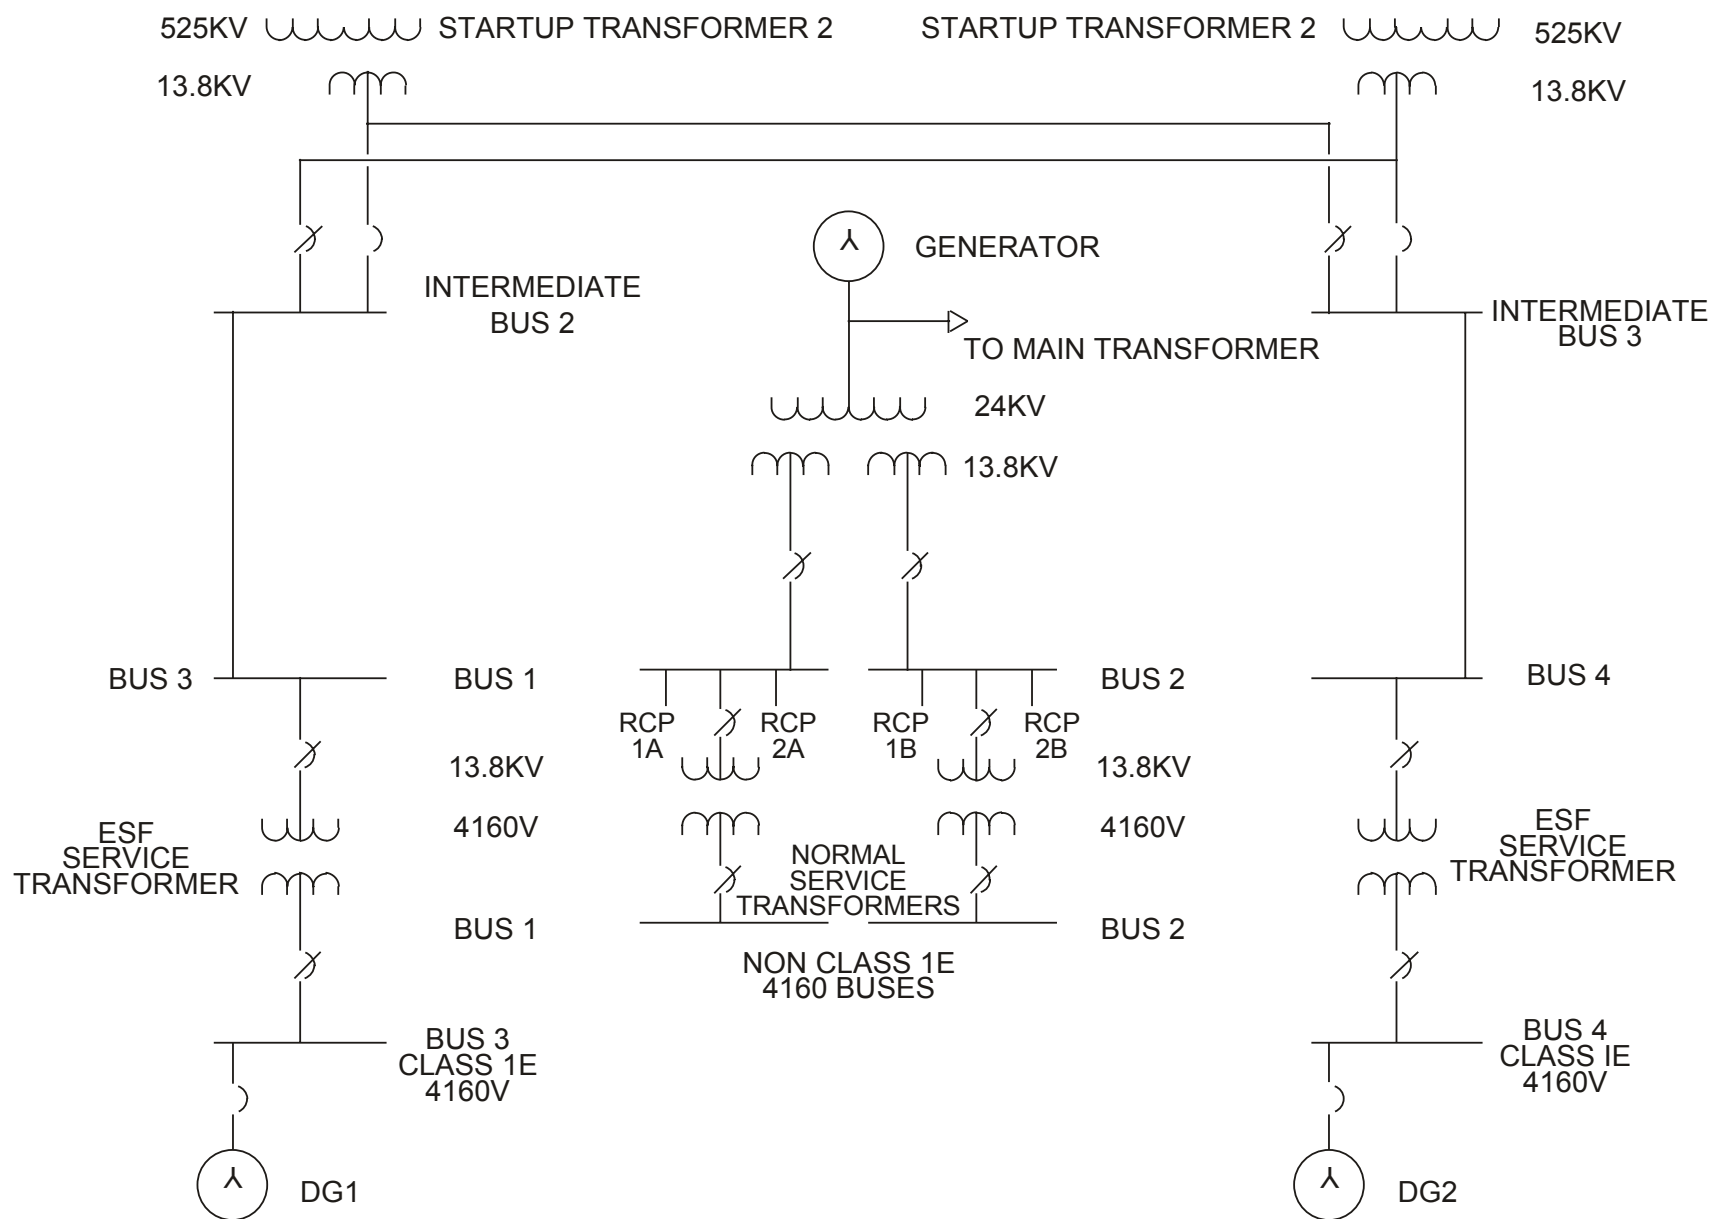 525KV
STARTUP TRANSFORMER 2
STARTUP TRANSFORMER 2
525KV
13.8KV
13.8KV
GENERATOR
INTERMEDIATE
BUS 2
INTERMEDIATE
BUS 3
TO MAIN TRANSFORMER
24KV
13.8KV
BUS 3
BUS 1
BUS 2
BUS 4
RCP
1A
RCP
2A
RCP
1B
RCP
2B
13.8KV
13.8KV
4160V
4160V
ESF
SERVICE
TRANSFORMER
NORMAL
SERVICE
TRANSFORMERS
ESF
SERVICE
TRANSFORMER
BUS 1
BUS 2
NON CLASS 1E
4160 BUSES
BUS 3
CLASS 1E
4160V
BUS 4
CLASS IE
4160V
DG1
DG2